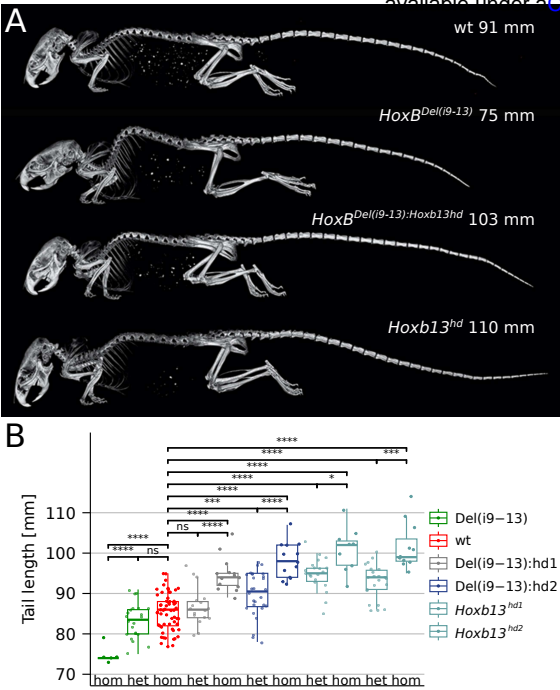 available under a
A
wt 91 mm
HoxB^Del(i9-13) 75 mm
HoxB^Del(i9-13):Hoxb13hd 103 mm
Hoxb13^hd 110 mm
B
****
**** ***
****
**** *
****
*** ****
****
ns ****
****
**** ns
Tail length [mm]
110
100
90
80
70
Del(i9−13)
wt
Del(i9−13):hd1
Del(i9−13):hd2
Hoxb13^hd1
Hoxb13^hd2
hom het hom het hom het hom het hom het hom